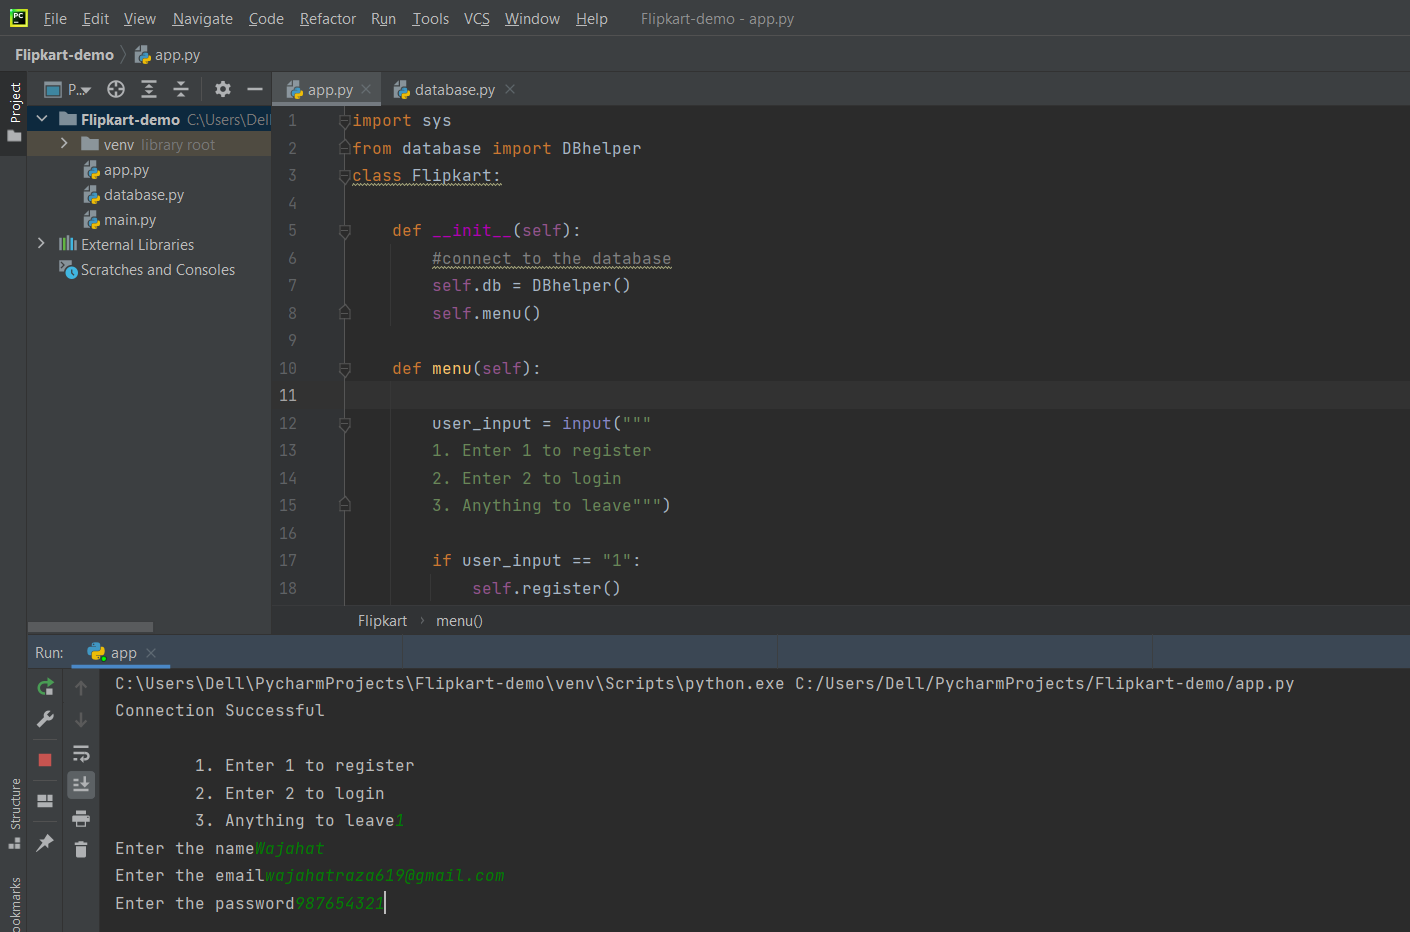 PC File Edit View Navigate Code Refactor Run Tools VCS Window Help Flipkart-demo - app.py
Flipkart-demo app.py
Project
P.. app.py database.py
Flipkart-demo C:\Users\Dell
venv library root
app.py
database.py
main.py
External Libraries
Scratches and Consoles
1 import sys
2 from database import DBhelper
3 class Flipkart:
4
5 def __init__(self):
6 #connect to the database
7 self.db = DBhelper()
8 self.menu()
9
10 def menu(self):
11
12 user_input = input("""
13 1. Enter 1 to register
14 2. Enter 2 to login
15 3. Anything to leave""")
16
17 if user_input == "1":
18 self.register()
Flipkart › menu()
Run: app
C:\Users\Dell\PycharmProjects\Flipkart-demo\venv\Scripts\python.exe C:/Users/Dell/PycharmProjects/Flipkart-demo/app.py
Connection Successful
1. Enter 1 to register
2. Enter 2 to login
3. Anything to leave1
Enter the nameWajahat
Enter the emailwajahatraza619@gmail.com
Enter the password987654321
Structure
ookmarks